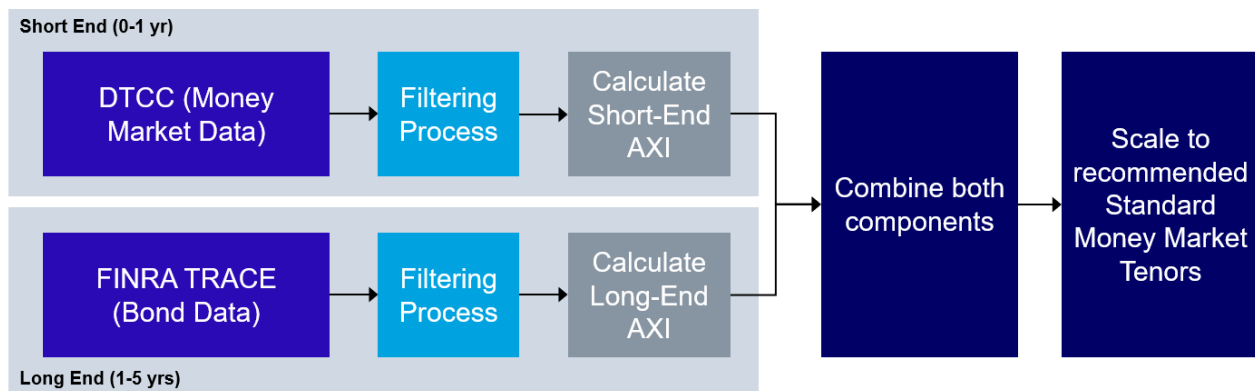 Short End (0-1 yr)
DTCC (Money
Market Data)
Filtering
Process
Calculate
Short-End
AXI
FINRA TRACE
(Bond Data)
Filtering
Process
Calculate
Long-End
AXI
Long End (1-5 yrs)
Combine both
components
Scale to
recommended
Standard
Money Market
Tenors